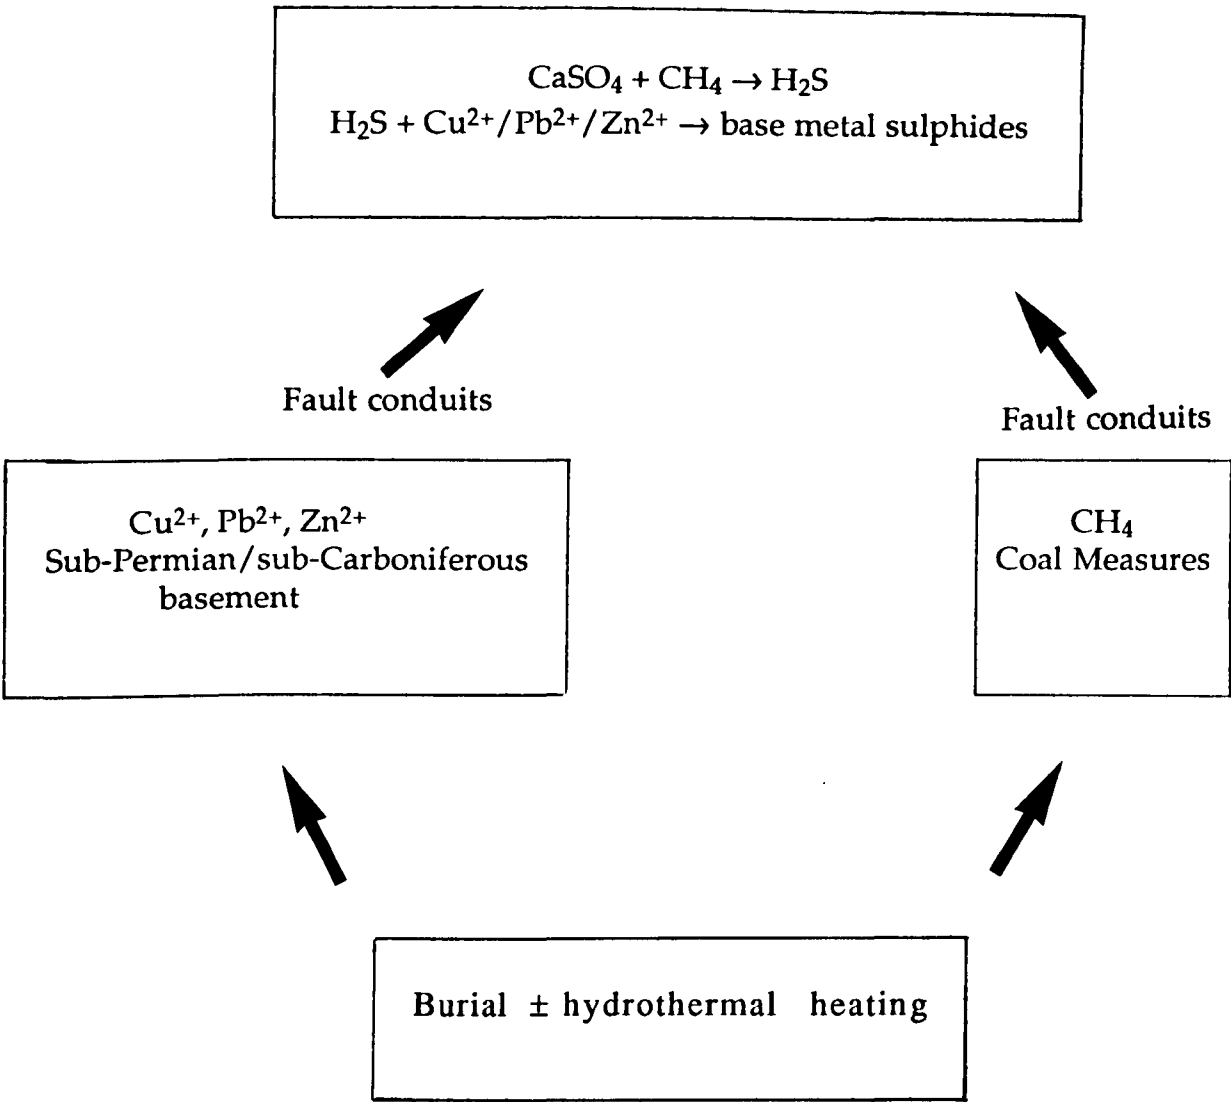 CaSO₄ + CH₄ → H₂S
H₂S + Cu²⁺/Pb²⁺/Zn²⁺ → base metal sulphides
Fault conduits
Fault conduits
Cu²⁺, Pb²⁺, Zn²⁺
Sub-Permian/sub-Carboniferous
basement
CH₄
Coal Measures
Burial ± hydrothermal heating